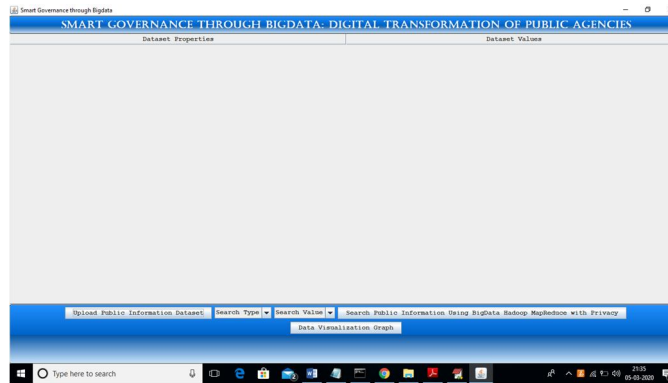 Smart Governance through Bigdata
SMART GOVERNANCE THROUGH BIGDATA: DIGITAL TRANSFORMATION OF PUBLIC AGENCIES
Dataset Properties Dataset Values
Upload Public Information Dataset Search Type Search Value Search Public Information Using BigData Hadoop MapReduce with Privacy
Data Visualization Graph
Type here to search 21:35
05-03-2020